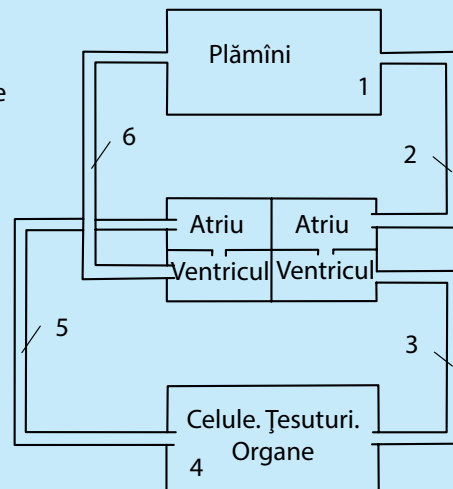 Plămîni
1
e
6
2
Atriu Atriu
Ventricul Ventricul
5
3
Celule. Ţesuturi.
Organe
4